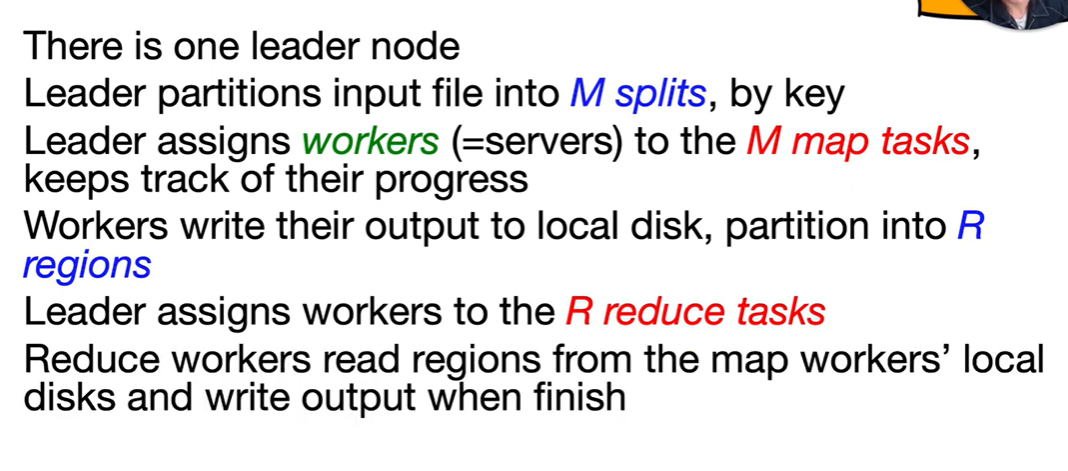 There is one leader node
Leader partitions input file into M splits, by key
Leader assigns workers (=servers) to the M map tasks,
keeps track of their progress
Workers write their output to local disk, partition into R
regions
Leader assigns workers to the R reduce tasks
Reduce workers read regions from the map workers’ local
disks and write output when finish